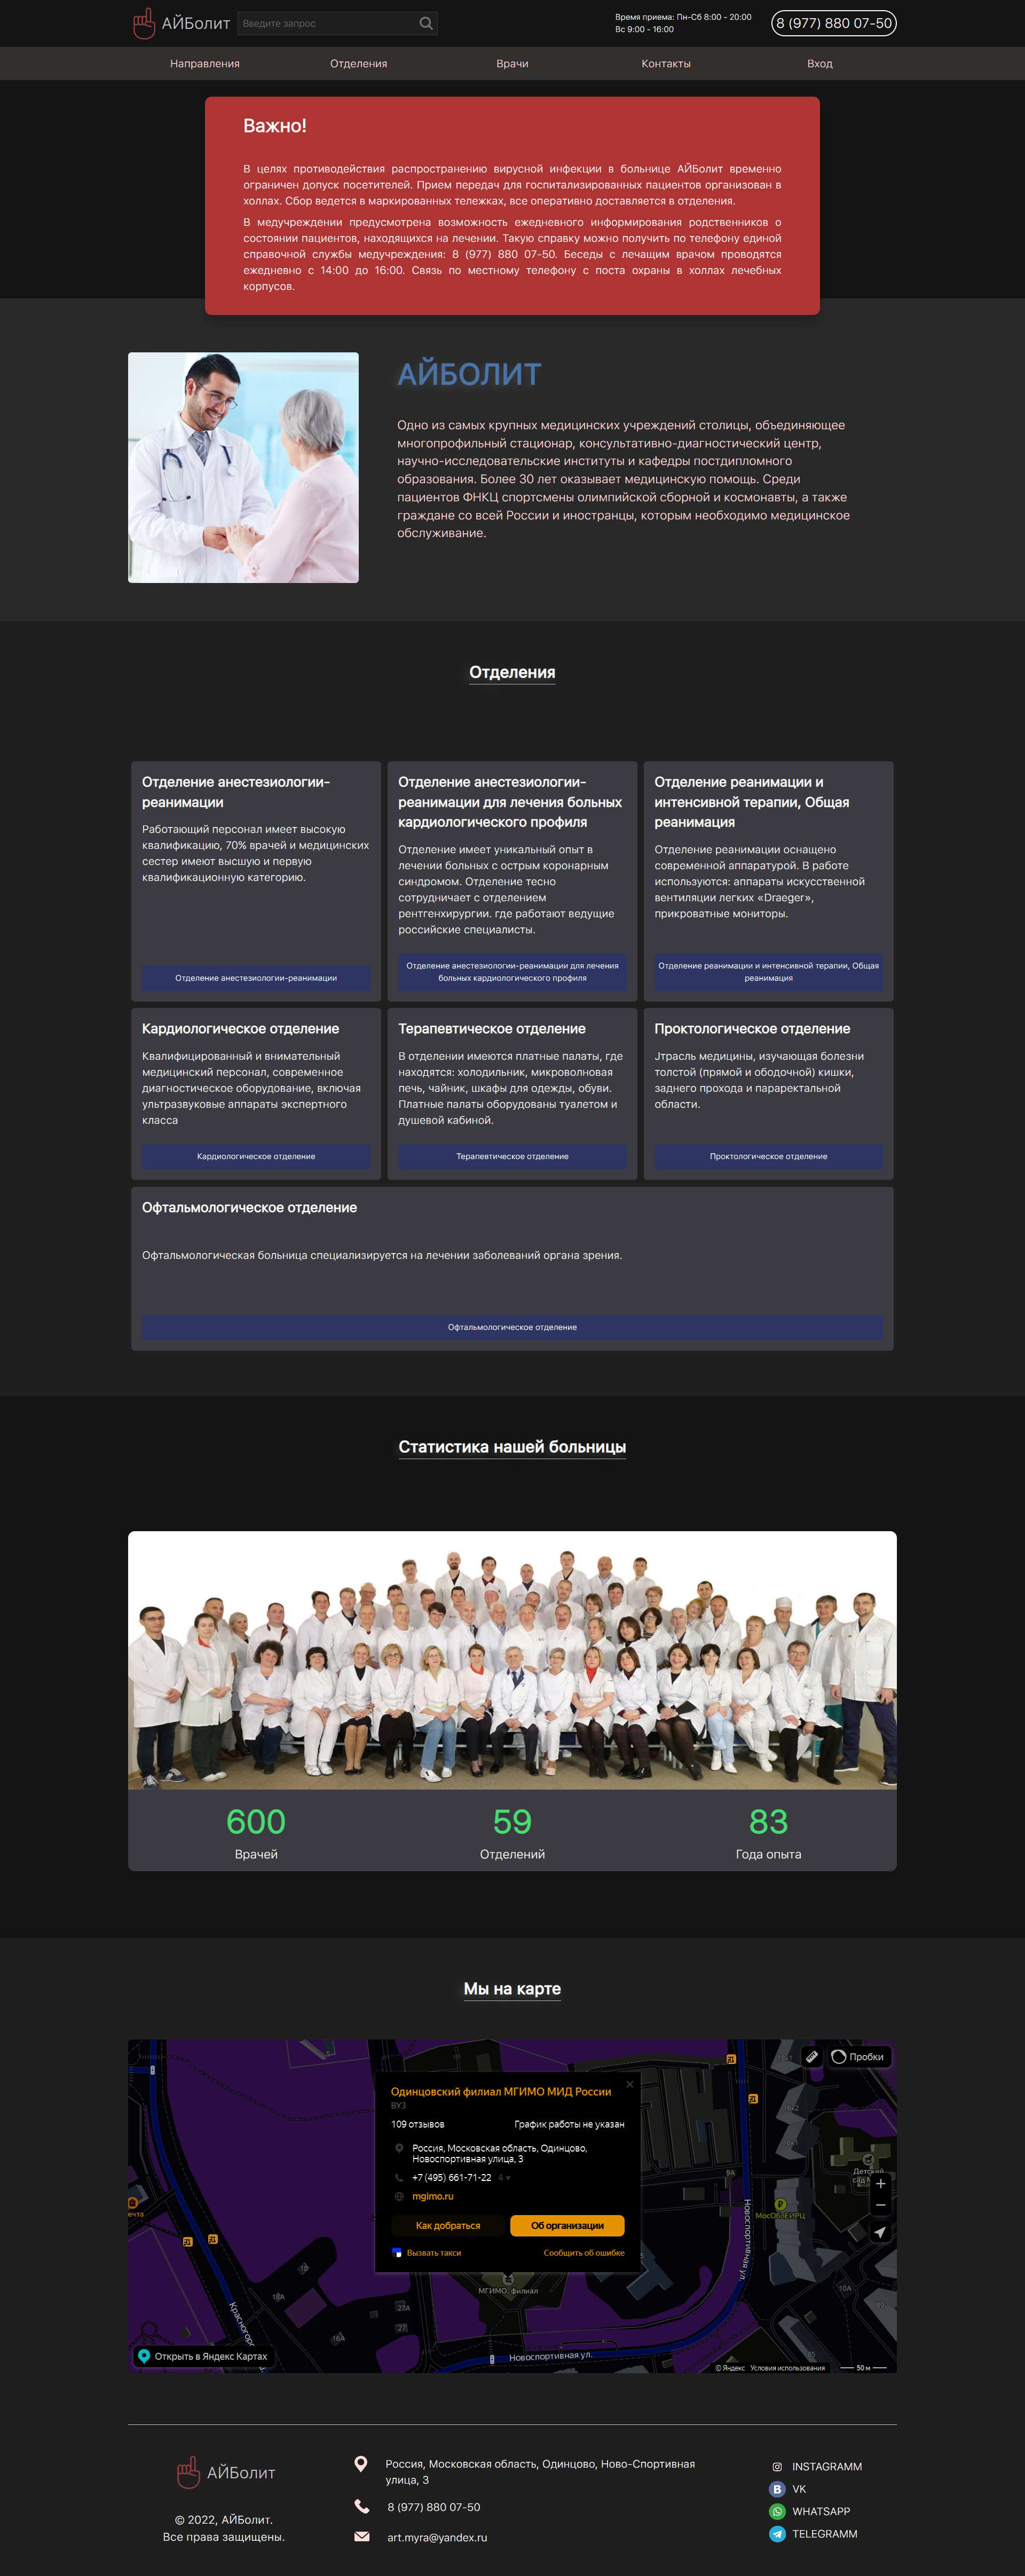 АЙБолит
Введите запрос
Время приема: Пн-Сб 8:00 - 20:00
Вс 9:00 - 16:00
8 (977) 880 07-50
Направления
Отделения
Врачи
Контакты
Вход
Важно!
В целях противодействия распространению вирусной инфекции в больнице АЙБолит временно
ограничен допуск посетителей. Прием передач для госпитализированных пациентов организован в
холлах. Сбор ведется в маркированных тележках, все оперативно доставляется в отделения.
В медучреждении предусмотрена возможность ежедневного информирования родственников о
состоянии пациентов, находящихся на лечении. Такую справку можно получить по телефону единой
справочной службы медучреждения: 8 (977) 880 07-50. Беседы с лечащим врачом проводятся
ежедневно с 14:00 до 16:00. Связь по местному телефону с поста охраны в холлах лечебных
корпусов.
АЙБОЛИТ
Одно из самых крупных медицинских учреждений столицы, объединяющее
многопрофильный стационар, консультативно-диагностический центр,
научно-исследовательские институты и кафедры постдипломного
образования. Более 30 лет оказывает медицинскую помощь. Среди
пациентов ФНКЦ спортсмены олимпийской сборной и космонавты, а также
граждане со всей России и иностранцы, которым необходимо медицинское
обслуживание.
Отделения
Отделение анестезиологии-
реанимации
Работающий персонал имеет высокую
квалификацию, 70% врачей и медицинских
сестер имеют высшую и первую
квалификационную категорию.
Отделение анестезиологии-реанимации
Отделение анестезиологии-
реанимации для лечения больных
кардиологического профиля
Отделение имеет уникальный опыт в
лечении больных с острым коронарным
синдромом. Отделение тесно
сотрудничает с отделением
рентгенхирургии. где работают ведущие
российские специалисты.
Отделение анестезиологии-реанимации для лечения
больных кардиологического профиля
Отделение реанимации и
интенсивной терапии, Общая
реанимация
Отделение реанимации оснащено
современной аппаратурой. В работе
используются: аппараты искусственной
вентиляции легких «Draeger»,
прикроватные мониторы.
Отделение реанимации и интенсивной терапии, Общая
реанимация
Кардиологическое отделение
Квалифицированный и внимательный
медицинский персонал, современное
диагностическое оборудование, включая
ультразвуковые аппараты экспертного
класса
Кардиологическое отделение
Терапевтическое отделение
В отделении имеются платные палаты, где
находятся: холодильник, микроволновая
печь, чайник, шкафы для одежды, обуви.
Платные палаты оборудованы туалетом и
душевой кабиной.
Терапевтическое отделение
Проктологическое отделение
Jтрасль медицины, изучающая болезни
толстой (прямой и ободочной) кишки,
заднего прохода и параректальной
области.
Проктологическое отделение
Офтальмологическое отделение
Офтальмологическая больница специализируется на лечении заболеваний органа зрения.
Офтальмологическое отделение
Статистика нашей больницы
600
Врачей
59
Отделений
83
Года опыта
Мы на карте
Пробки
Одинцовский филиал МГИМО МИД России
ВУЗ
109 отзывов
График работы не указан
Россия, Московская область, Одинцово,
Новоспортивная улица, 3
+7 (495) 661-71-22 4
mgimo.ru
Как добраться
Об организации
Вызвать такси
Сообщить об ошибке
МГИМО, филиал
МосОблЕИРЦ
Новоспортивная ул.
Новоспортивная ул.
18А
16А
27А
27
10А
Открыть в Яндекс Картах
© Яндекс Условия использования
50 м
АЙБолит
© 2022, АЙБолит.
Все права защищены.
Россия, Московская область, Одинцово, Ново-Спортивная
улица, 3
8 (977) 880 07-50
art.myra@yandex.ru
INSTAGRAMM
VK
WHATSAPP
TELEGRAMM